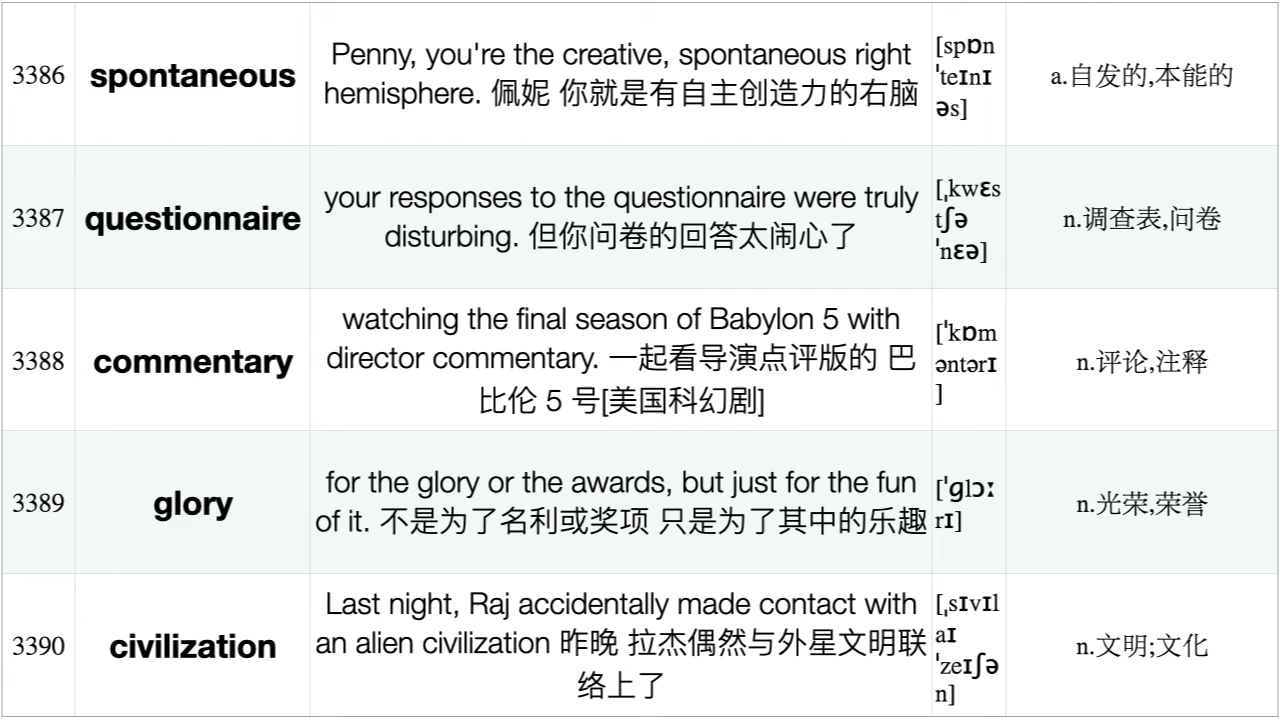 3386
spontaneous
Penny, you're the creative, spontaneous right
hemisphere. 佩妮 你就是有自主创造力的右脑
[spɒn
ˈteɪnɪ
əs]
a.自发的,本能的
3387
questionnaire
your responses to the questionnaire were truly
disturbing. 但你问卷的回答太闹心了
[ˌkwɛs
tʃə
ˈnɛə]
n.调查表,问卷
3388
commentary
watching the final season of Babylon 5 with
director commentary. 一起看导演点评版的 巴
比伦 5 号[美国科幻剧]
[ˈkɒm
əntərɪ
]
n.评论,注释
3389
glory
for the glory or the awards, but just for the fun
of it. 不是为了名利或奖项 只是为了其中的乐趣
[ˈɡlɔː
rɪ]
n.光荣,荣誉
3390
civilization
Last night, Raj accidentally made contact with
an alien civilization 昨晚 拉杰偶然与外星文明联
络上了
[ˌsɪvɪl
aɪ
ˈzeɪʃə
n]
n.文明;文化